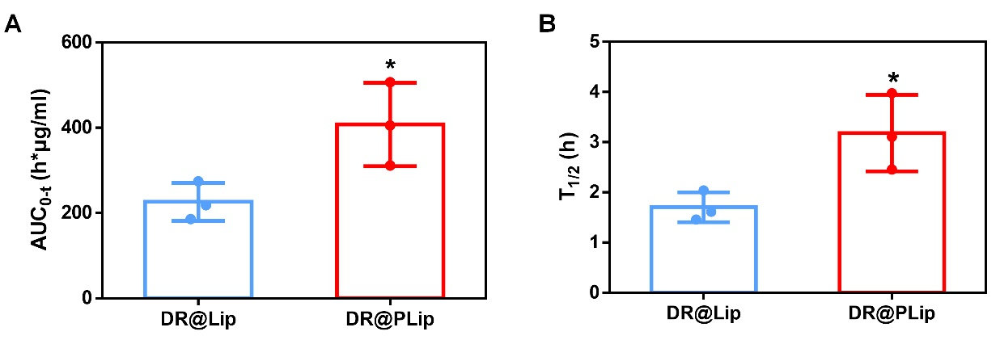 A
AUC0-t (h*µg/ml)
600
400
200
0
*
DR@Lip
DR@PLip
B
T1/2 (h)
5
4
3
2
1
0
*
DR@Lip
DR@PLip